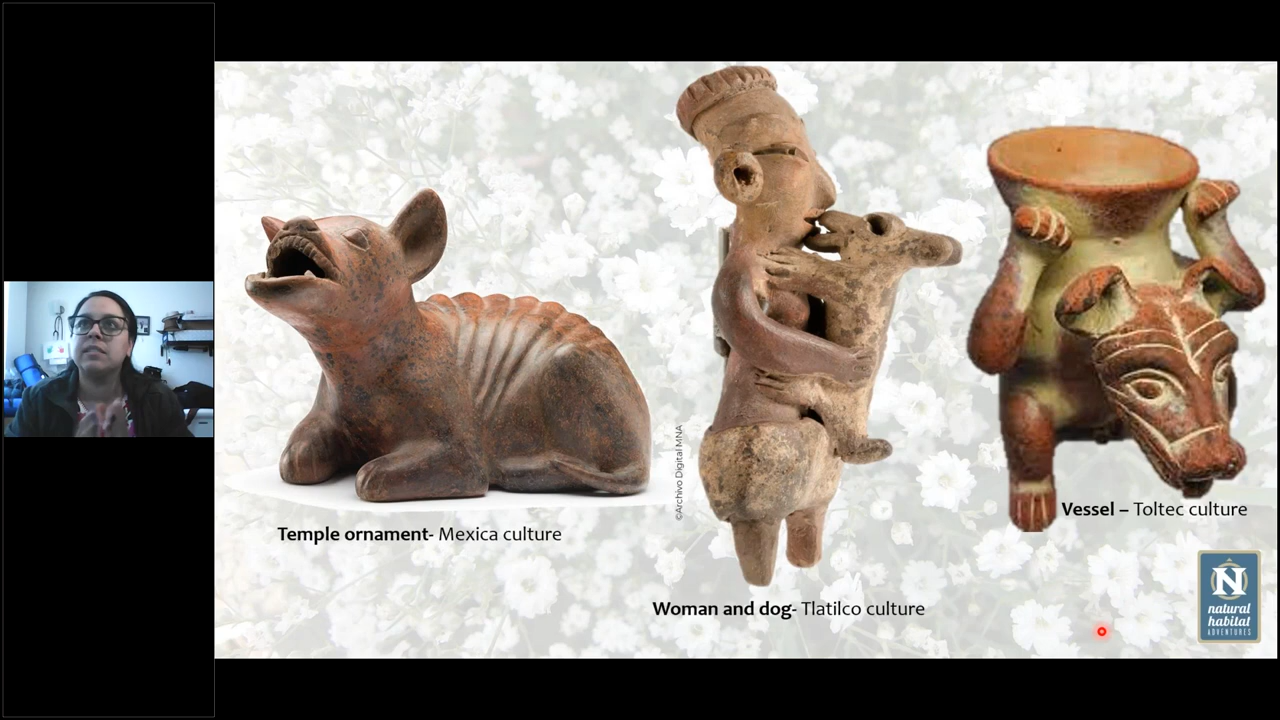 ©Archivo Digital MNA
Vessel – Toltec culture
Temple ornament- Mexica culture
Woman and dog- Tlatilco culture
N
natural
habitat
ADVENTURES